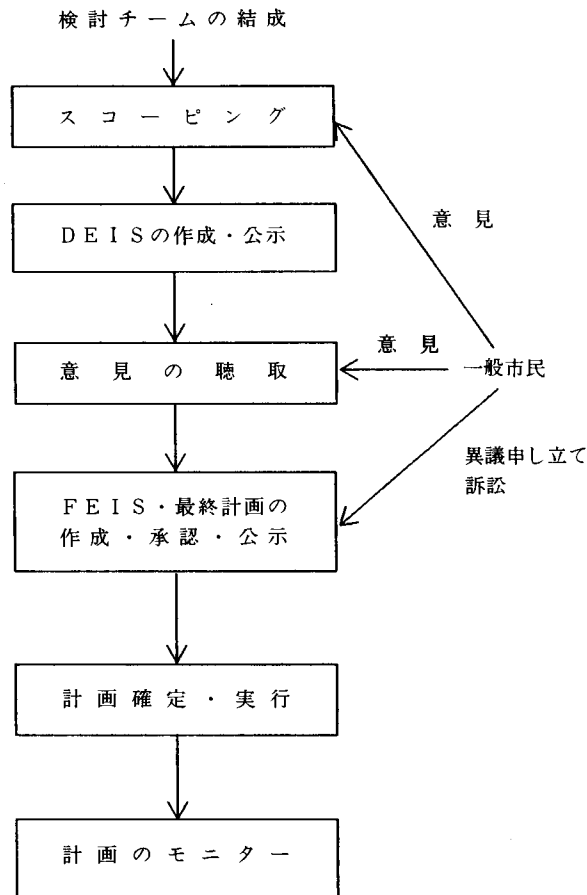 検討チームの結成
スコーピング
DEISの作成・公示
意見
意見の聴取
意見
一般市民
異議申し立て
訴訟
FEIS・最終計画の
作成・承認・公示
計画確定・実行
計画のモニター